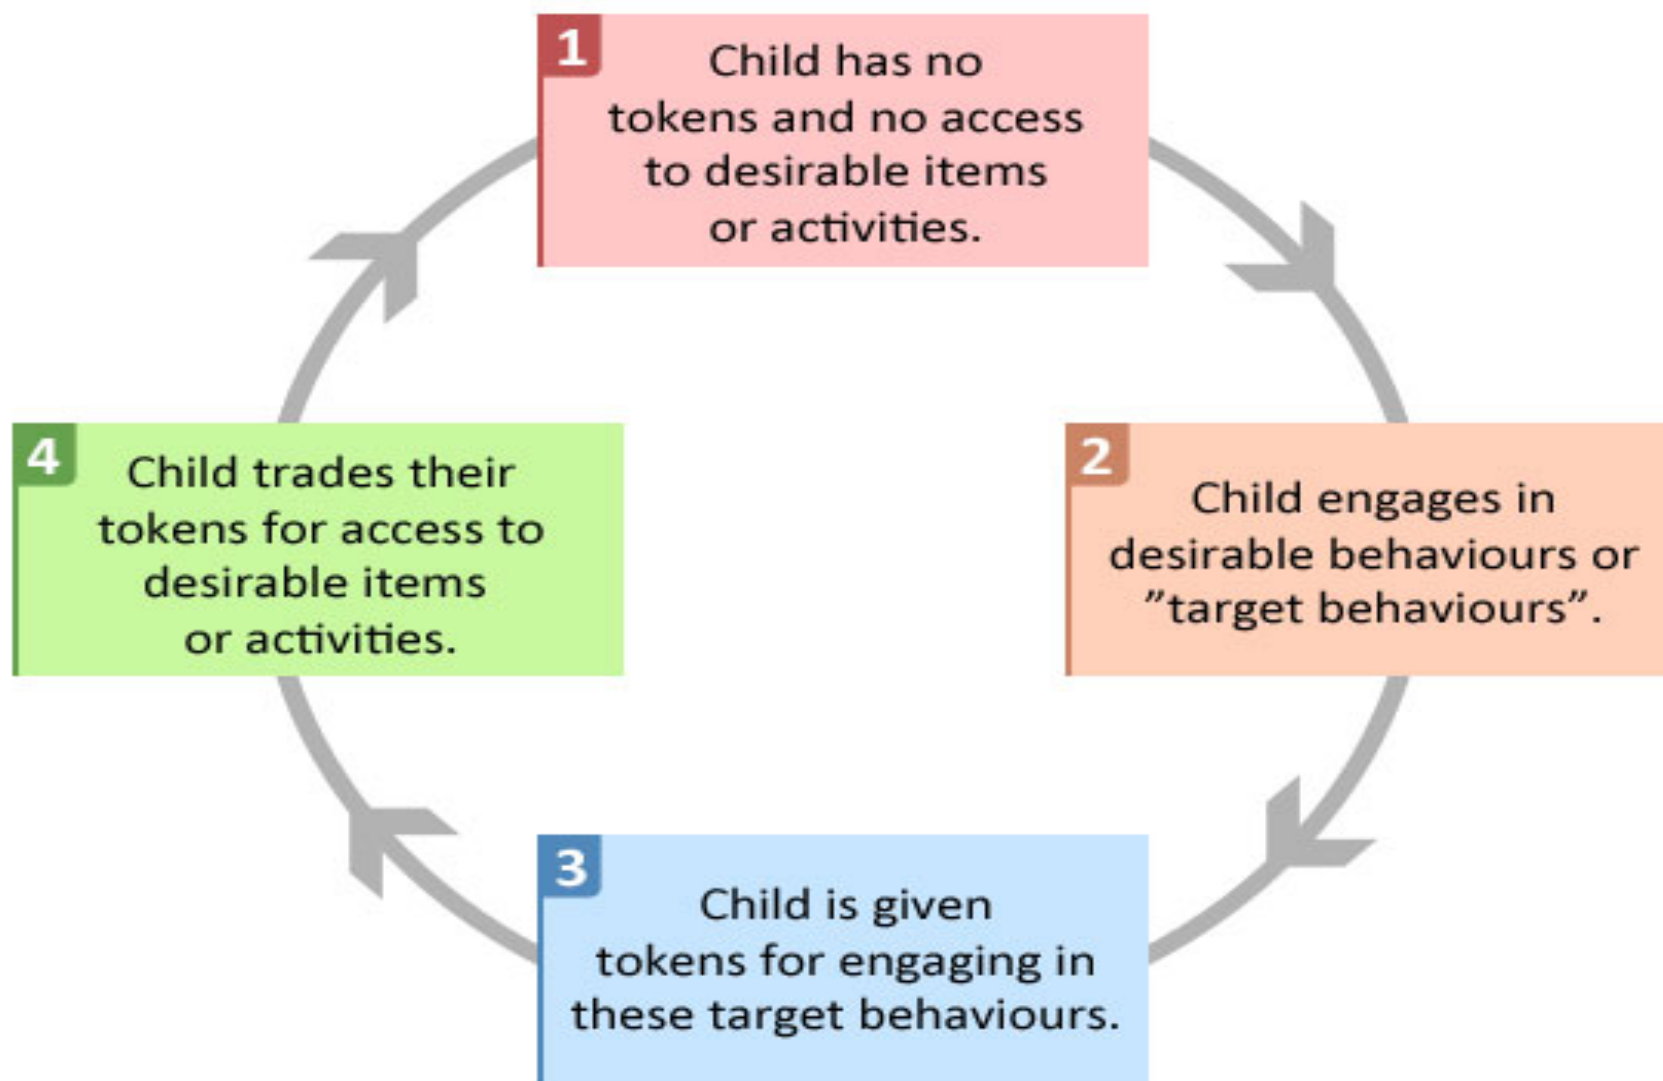 1
Child has no
tokens and no access
to desirable items
or activities.
2
Child engages in
desirable behaviours or
”target behaviours”.
3
Child is given
tokens for engaging in
these target behaviours.
4
Child trades their
tokens for access to
desirable items
or activities.